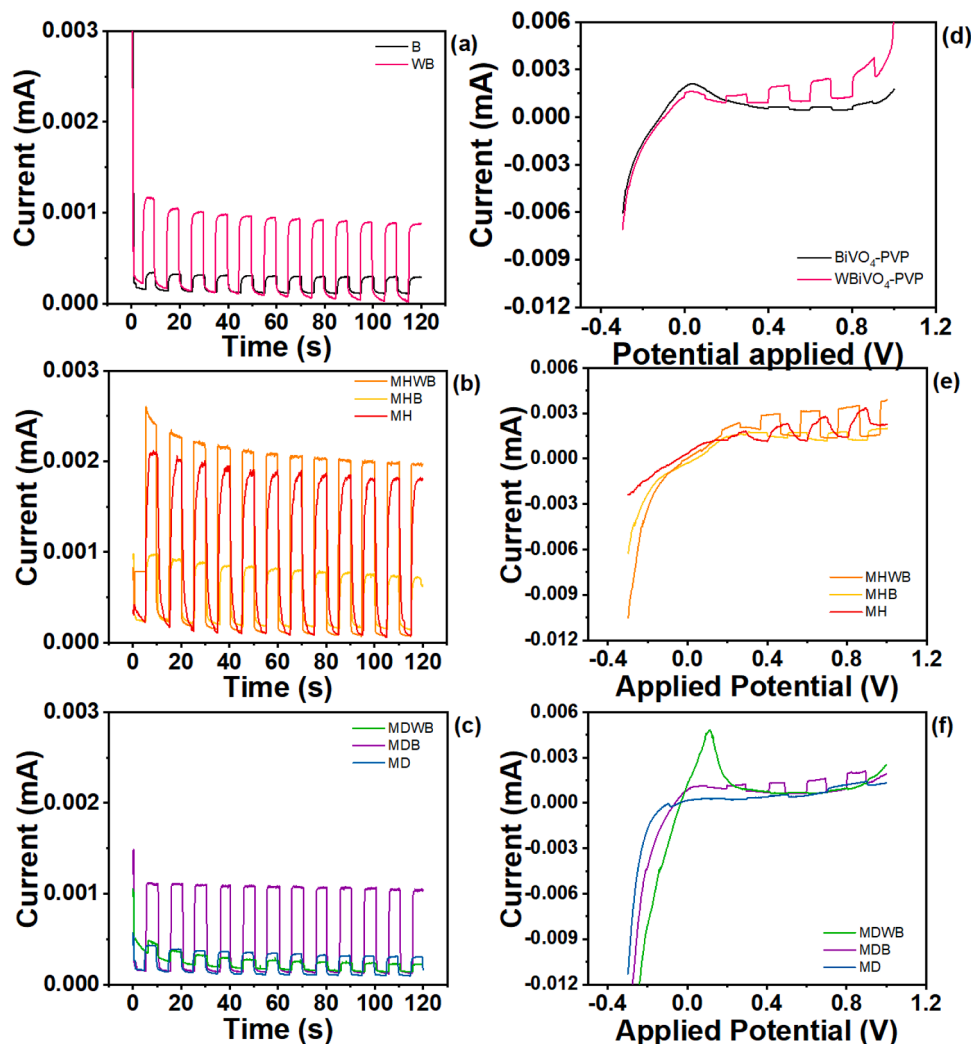 0.003
0.002
0.001
0.000
Current (mA)
0 20 40 60 80 100 120
Time (s)
B
WB
(a)
0.006
0.003
0.000
-0.003
-0.006
-0.009
-0.012
Current (mA)
-0.4 0.0 0.4 0.8 1.2
Potential applied (V)
BiVO₄-PVP
WBiVO₄-PVP
(d)
0.003
0.002
0.001
0.000
Current (mA)
0 20 40 60 80 100 120
Time (s)
MHWB
MHB
MH
(b)
0.006
0.003
0.000
-0.003
-0.006
-0.009
-0.012
Current (mA)
-0.4 0.0 0.4 0.8 1.2
Applied Potential (V)
MHWB
MHB
MH
(e)
0.003
0.002
0.001
0.000
Current (mA)
0 20 40 60 80 100 120
Time (s)
MDWB
MDB
MD
(c)
0.006
0.003
0.000
-0.003
-0.006
-0.009
-0.012
Current (mA)
-0.4 0.0 0.4 0.8 1.2
Applied Potential (V)
MDWB
MDB
MD
(f)